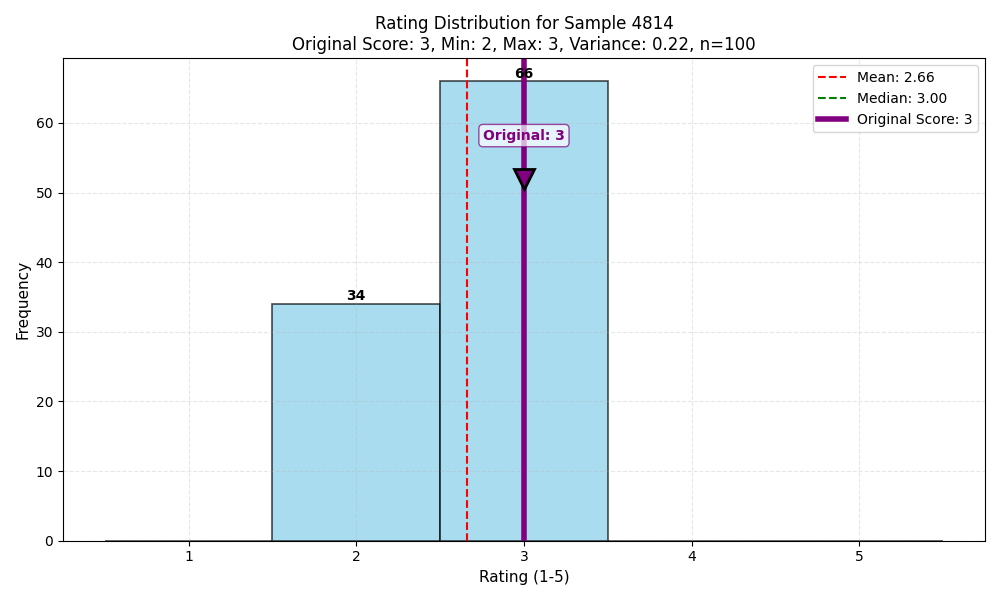 Rating Distribution for Sample 4814
Original Score: 3, Min: 2, Max: 3, Variance: 0.22, n=100
Mean: 2.66
Median: 3.00
Original Score: 3
66
Original: 3
34
Frequency
60
50
40
30
20
10
0
1 2 3 4 5
Rating (1-5)